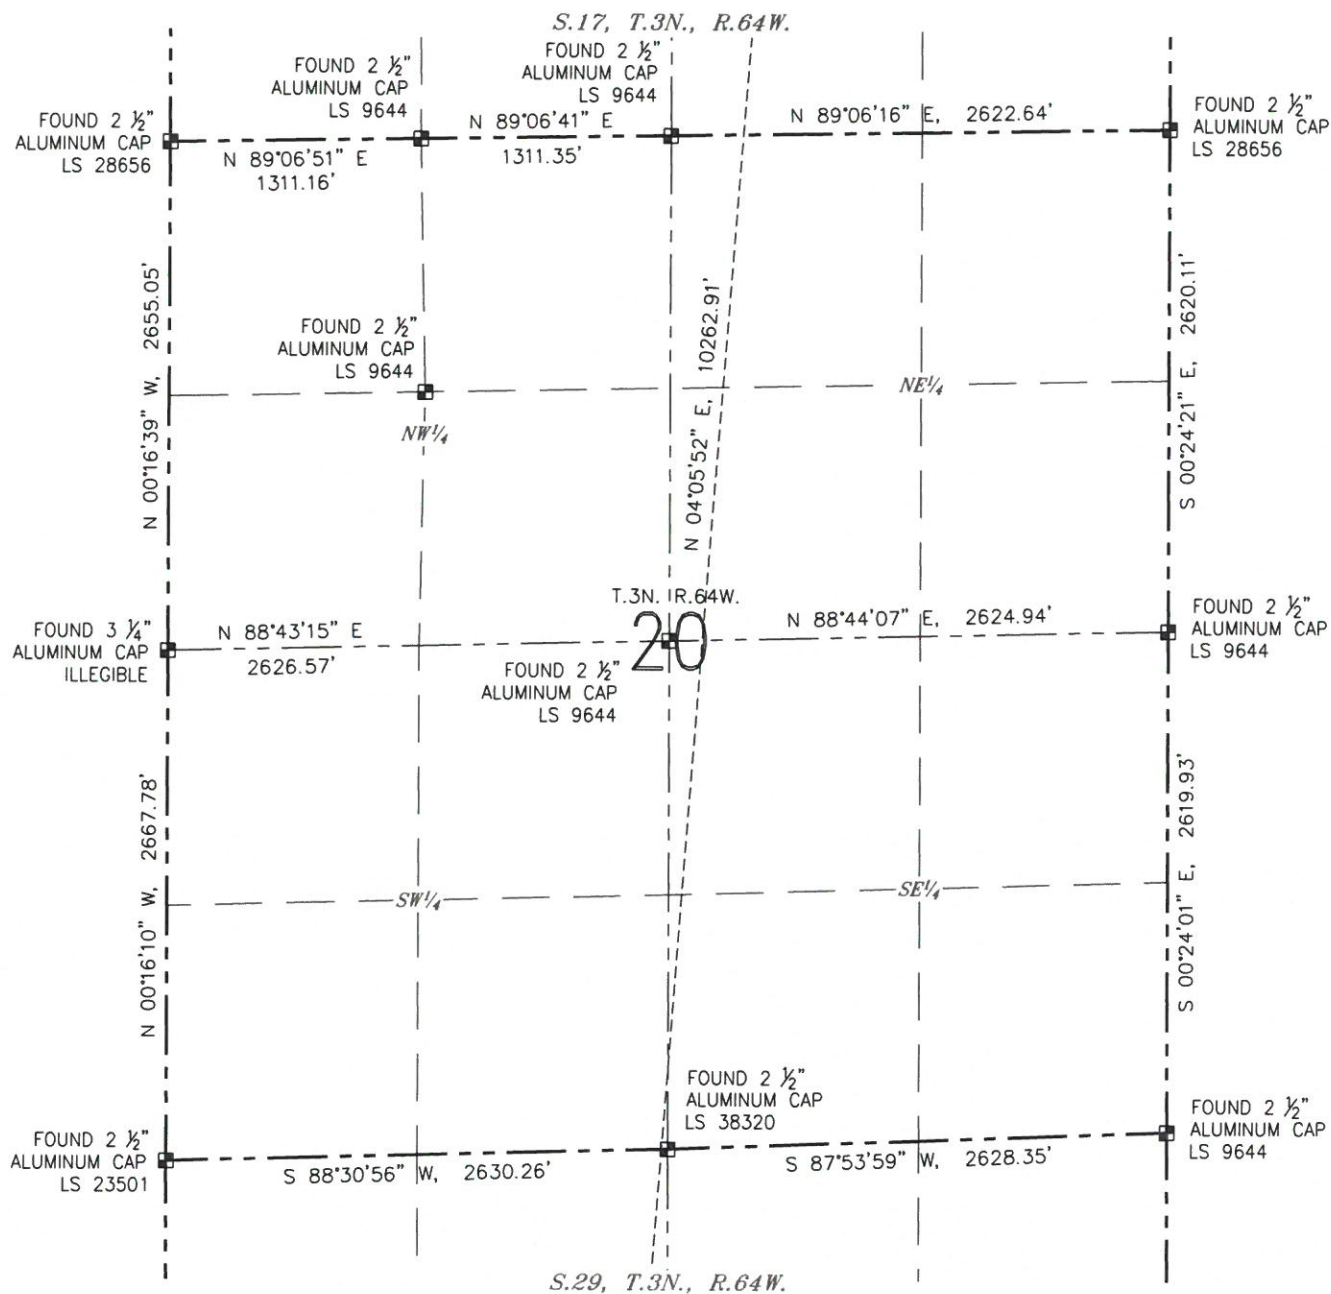 S.17, T.3N., R.64W.
FOUND 2 ½"
ALUMINUM CAP
LS 9644
FOUND 2 ½"
ALUMINUM CAP
LS 9644
FOUND 2 ½"
ALUMINUM CAP
LS 28656
N 89°06'51" E
1311.16'
N 89°06'41" E
1311.35'
N 89°06'16" E, 2622.64'
FOUND 2 ½"
ALUMINUM CAP
LS 28656
N 00°16'39" W, 2655.05'
FOUND 2 ½"
ALUMINUM CAP
LS 9644
NW¼
N 04°05'52" E, 10262.91'
NE¼
S 00°24'21" E, 2620.11'
FOUND 3 ¼"
ALUMINUM CAP
ILLEGIBLE
N 88°43'15" E
2626.57'
T.3N. R.64W.
20
FOUND 2 ½"
ALUMINUM CAP
LS 9644
N 88°44'07" E, 2624.94'
FOUND 2 ½"
ALUMINUM CAP
LS 9644
N 00°16'10" W, 2667.78'
SW¼
SE¼
S 00°24'01" E, 2619.93'
FOUND 2 ½"
ALUMINUM CAP
LS 23501
S 88°30'56" W, 2630.26'
FOUND 2 ½"
ALUMINUM CAP
LS 38320
S 87°53'59" W, 2628.35'
FOUND 2 ½"
ALUMINUM CAP
LS 9644
S.29, T.3N., R.64W.